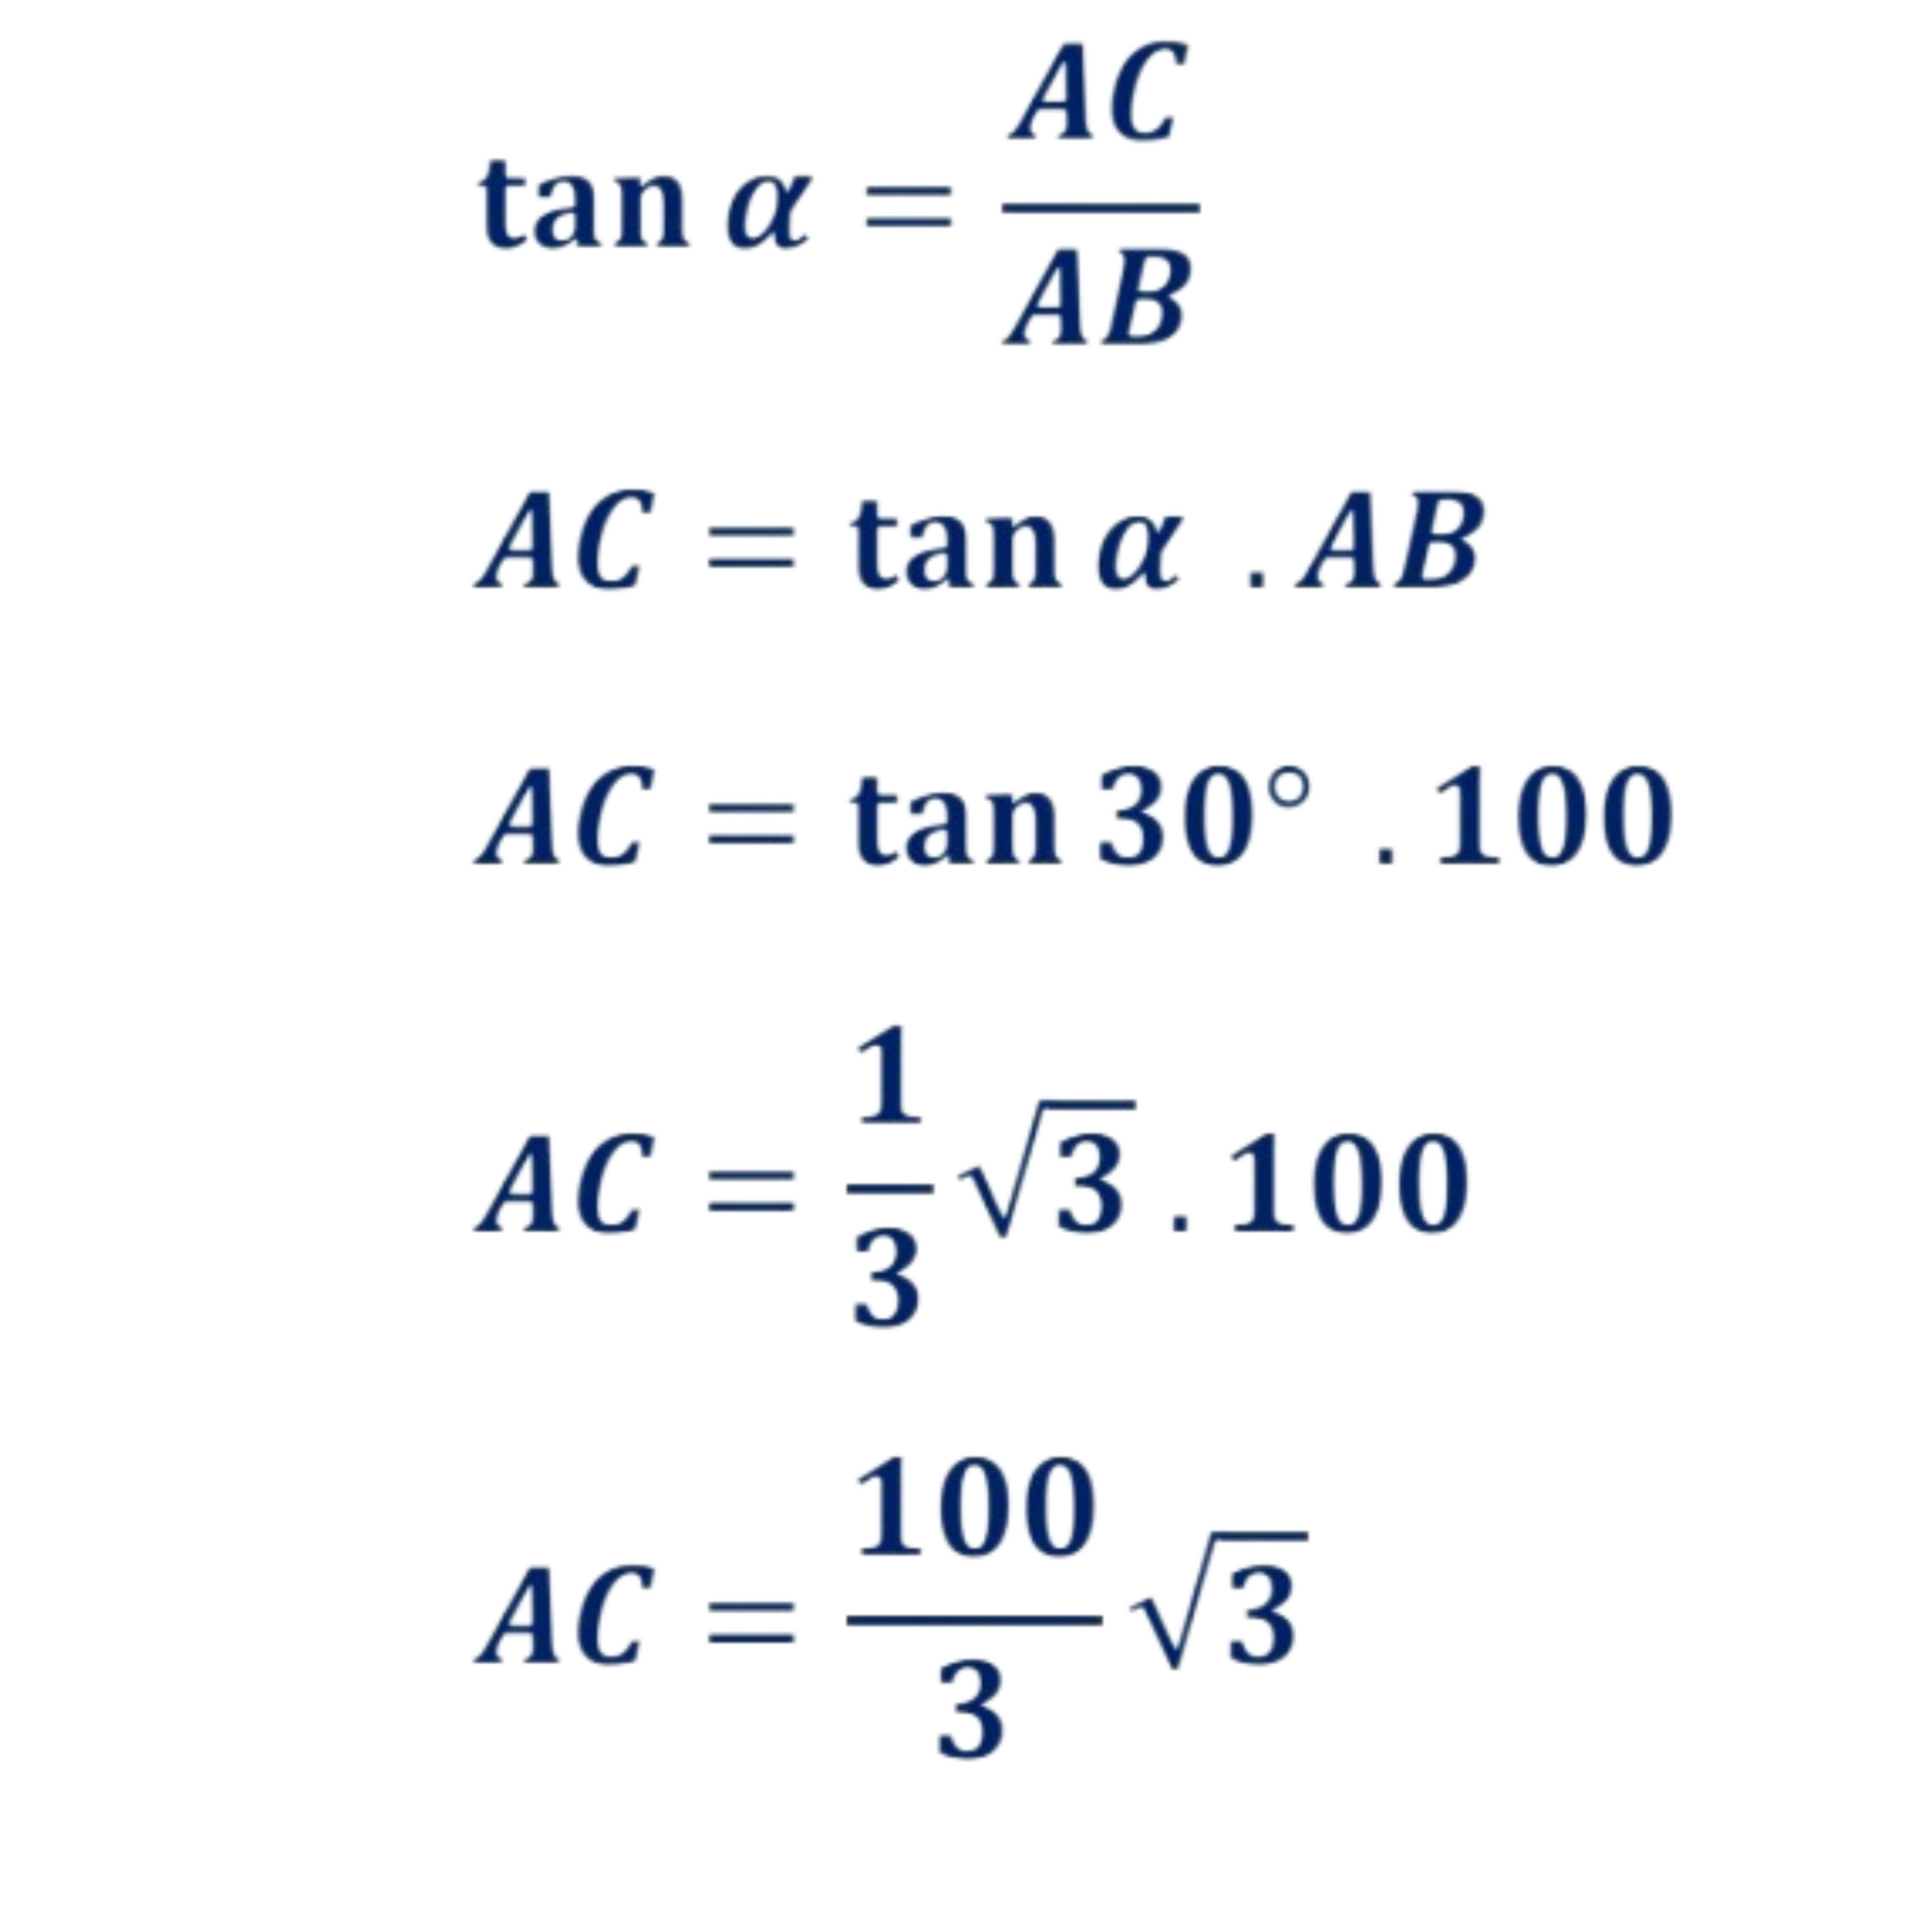 tan α = AC/AB
AC = tan α . AB
AC = tan 30° . 100
AC = 1/3 √3 . 100
AC = 100/3 √3